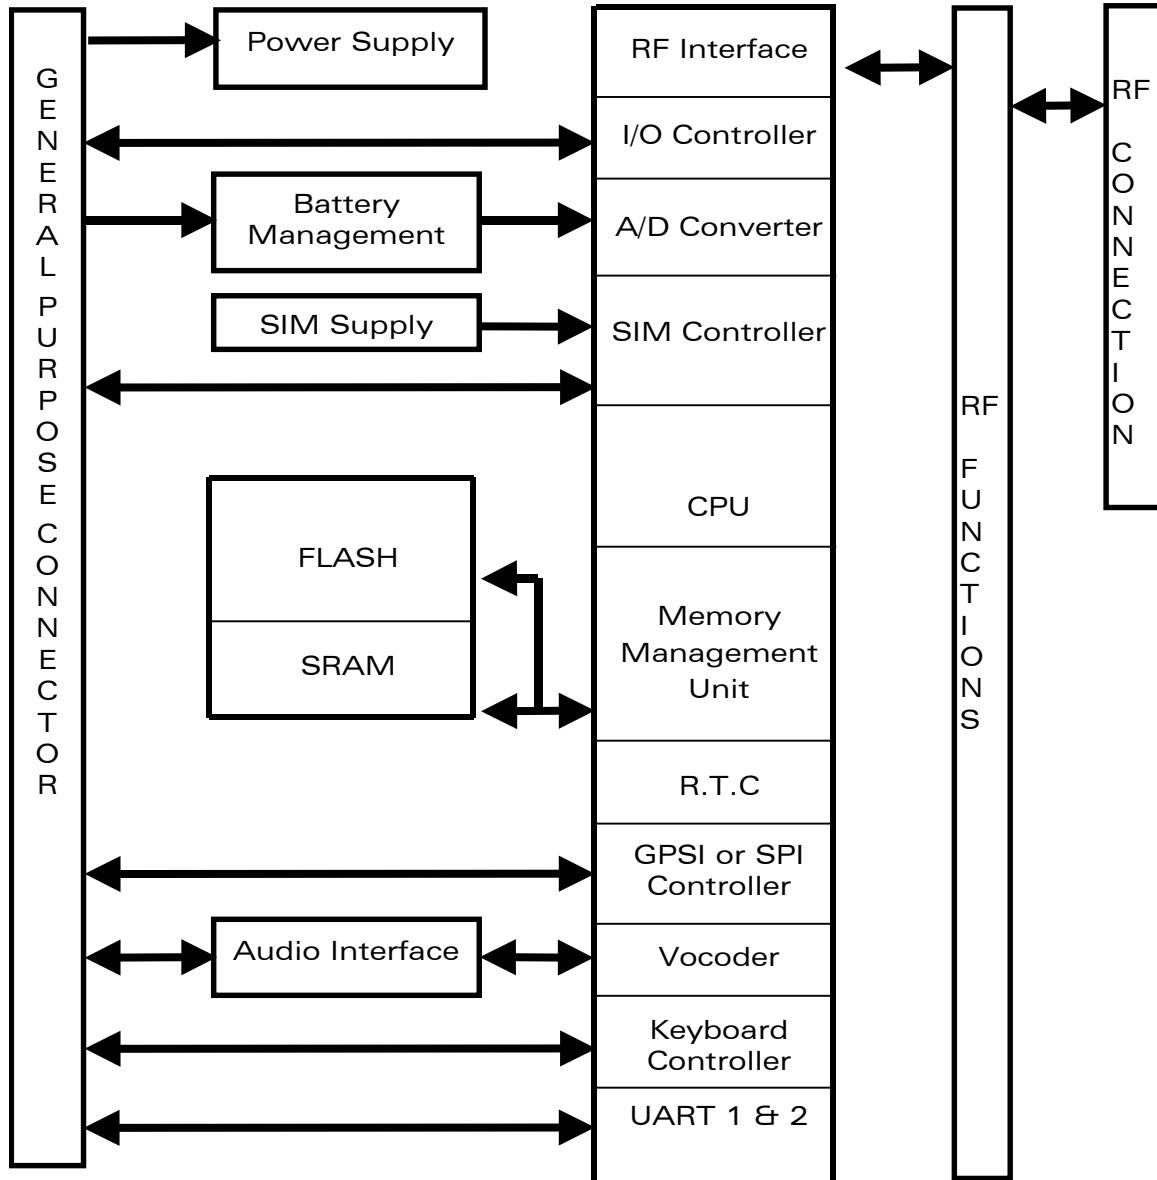 GENERAL PURPOSE CONNECTOR
Power Supply
Battery
Management
SIM Supply
FLASH
SRAM
Audio Interface
RF Interface
I/O Controller
A/D Converter
SIM Controller
CPU
Memory
Management
Unit
R.T.C
GPSI or SPI
Controller
Vocoder
Keyboard
Controller
UART 1 & 2
RF FUNCTIONS
RF CONNECTION